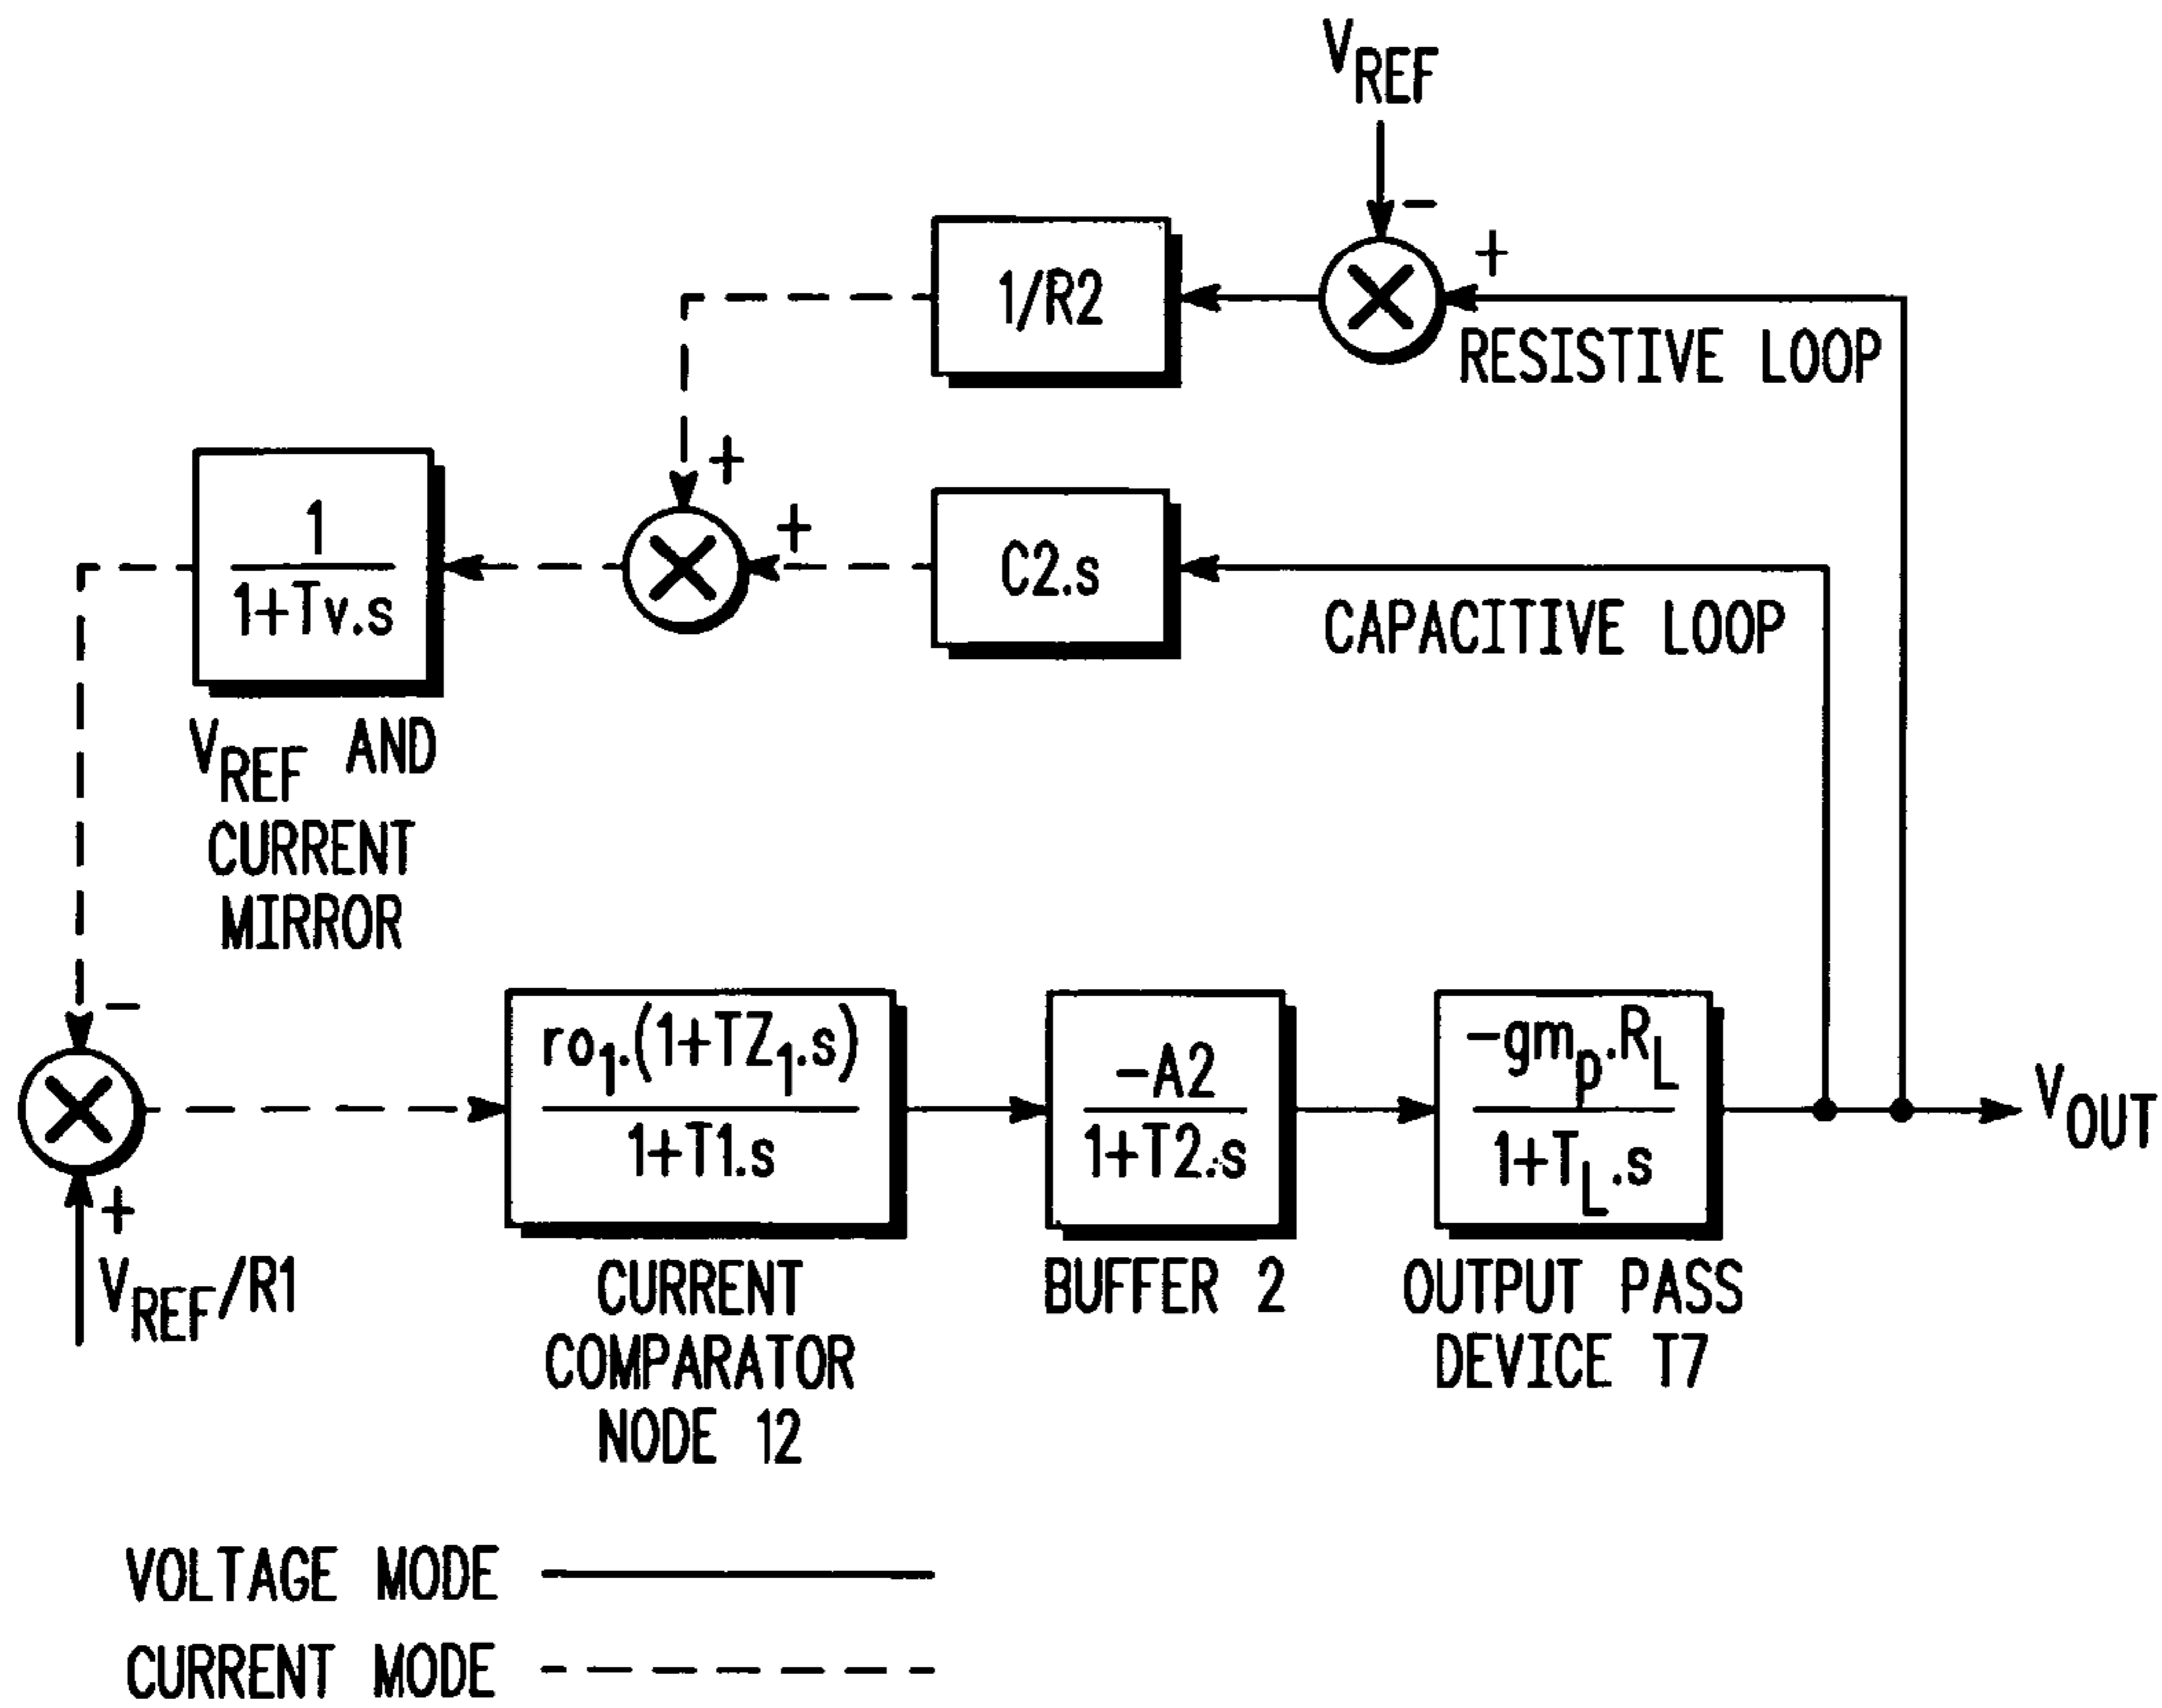 VREF
-
+
1/R2
RESISTIVE LOOP
+
+
1
1+Tv.s
C2.s
CAPACITIVE LOOP
VREF AND
CURRENT
MIRROR
-
ro1.(1+TZ1.s)
1+T1.s
-A2
1+T2.s
-gmp.RL
1+TL.s
VOUT
+
VREF/R1
CURRENT
COMPARATOR
NODE 12
BUFFER 2
OUTPUT PASS
DEVICE T7
VOLTAGE MODE
CURRENT MODE